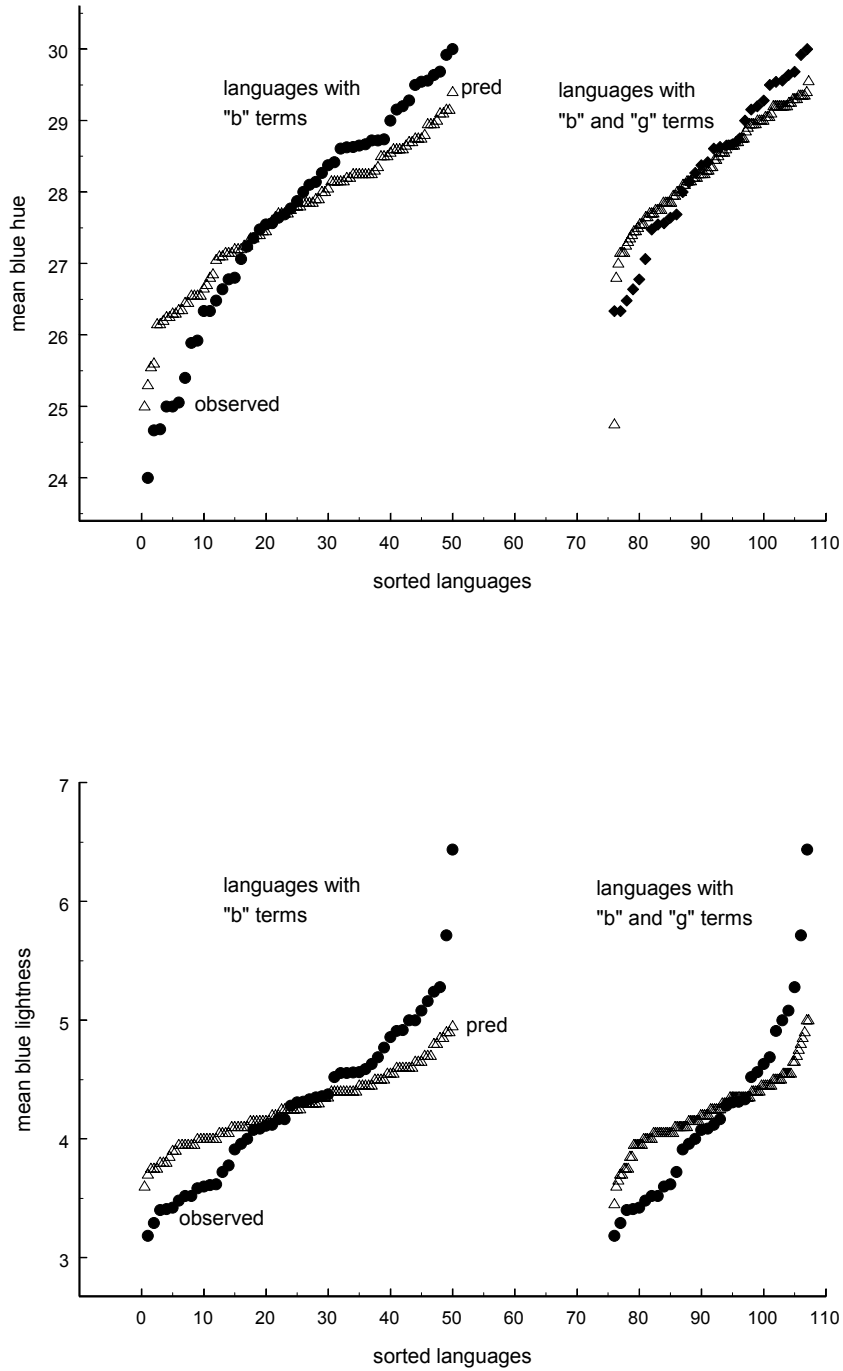 30
29
28
27
26
25
24
mean blue hue
languages with
"b" terms
pred
languages with
"b" and "g" terms
observed
0 10 20 30 40 50 60 70 80 90 100 110
sorted languages
7
6
5
4
3
mean blue lightness
languages with
"b" terms
languages with
"b" and "g" terms
pred
observed
0 10 20 30 40 50 60 70 80 90 100 110
sorted languages